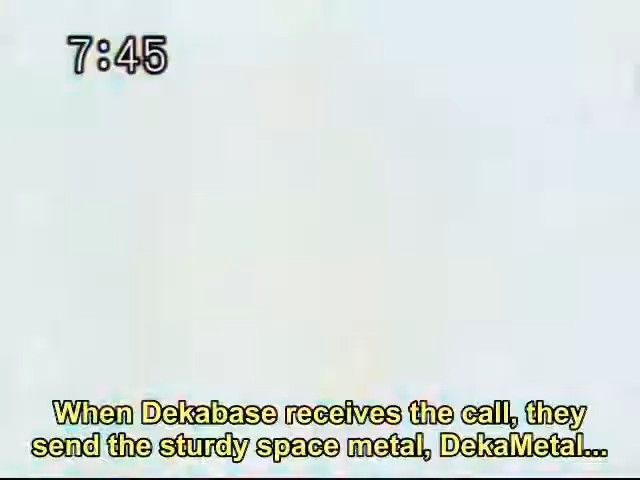 7:45
When Dekabase receives the call, they
send the sturdy space metal, DekaMetal...